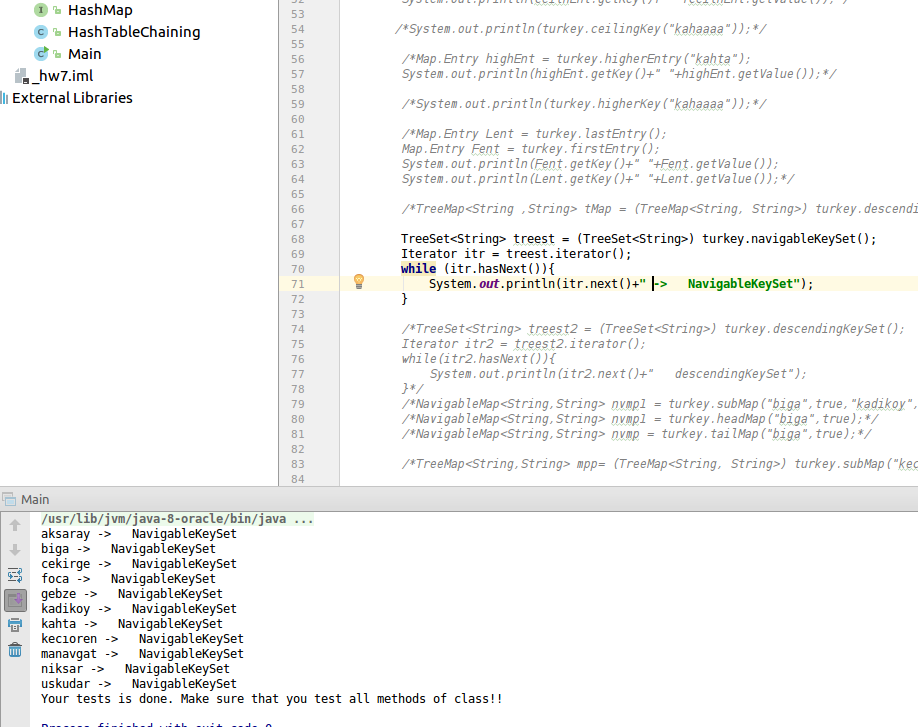 HashMap
HashTableChaining
Main
_hw7.iml
External Libraries
53
54 /*System.out.println(turkey.ceilingKey("kahaaaa"));*/
55
56 /*Map.Entry highEnt = turkey.higherEntry("kahta");
57 System.out.println(highEnt.getKey()+" "+highEnt.getValue());*/
58
59 /*System.out.println(turkey.higherKey("kahaaaa"));*/
60
61 /*Map.Entry Lent = turkey.lastEntry();
62 Map.Entry Fent = turkey.firstEntry();
63 System.out.println(Fent.getKey()+" "+Fent.getValue());
64 System.out.println(Lent.getKey()+" "+Lent.getValue());*/
65
66 /*TreeMap<String ,String> tMap = (TreeMap<String, String>) turkey.descendi
67
68 TreeSet<String> treest = (TreeSet<String>) turkey.navigableKeySet();
69 Iterator itr = treest.iterator();
70 while (itr.hasNext()){
71 System.out.println(itr.next()+" ->   NavigableKeySet");
72 }
73
74 /*TreeSet<String> treest2 = (TreeSet<String>) turkey.descendingKeySet();
75 Iterator itr2 = treest2.iterator();
76 while(itr2.hasNext()){
77 System.out.println(itr2.next()+"   descendingKeySet");
78 }*/
79 /*NavigableMap<String,String> nvmp1 = turkey.subMap("biga",true,"kadikoy",
80 /*NavigableMap<String,String> nvmp1 = turkey.headMap("biga",true);*/
81 /*NavigableMap<String,String> nvmp = turkey.tailMap("biga",true);*/
82
83 /*TreeMap<String,String> mpp= (TreeMap<String, String>) turkey.subMap("kec
84
Main
/usr/lib/jvm/java-8-oracle/bin/java ...
aksaray ->   NavigableKeySet
biga ->   NavigableKeySet
cekirge ->   NavigableKeySet
foca ->   NavigableKeySet
gebze ->   NavigableKeySet
kadikoy ->   NavigableKeySet
kahta ->   NavigableKeySet
kecıoren ->   NavigableKeySet
manavgat ->   NavigableKeySet
niksar ->   NavigableKeySet
uskudar ->   NavigableKeySet
Your tests is done. Make sure that you test all methods of class!!
Process finished with exit code 0